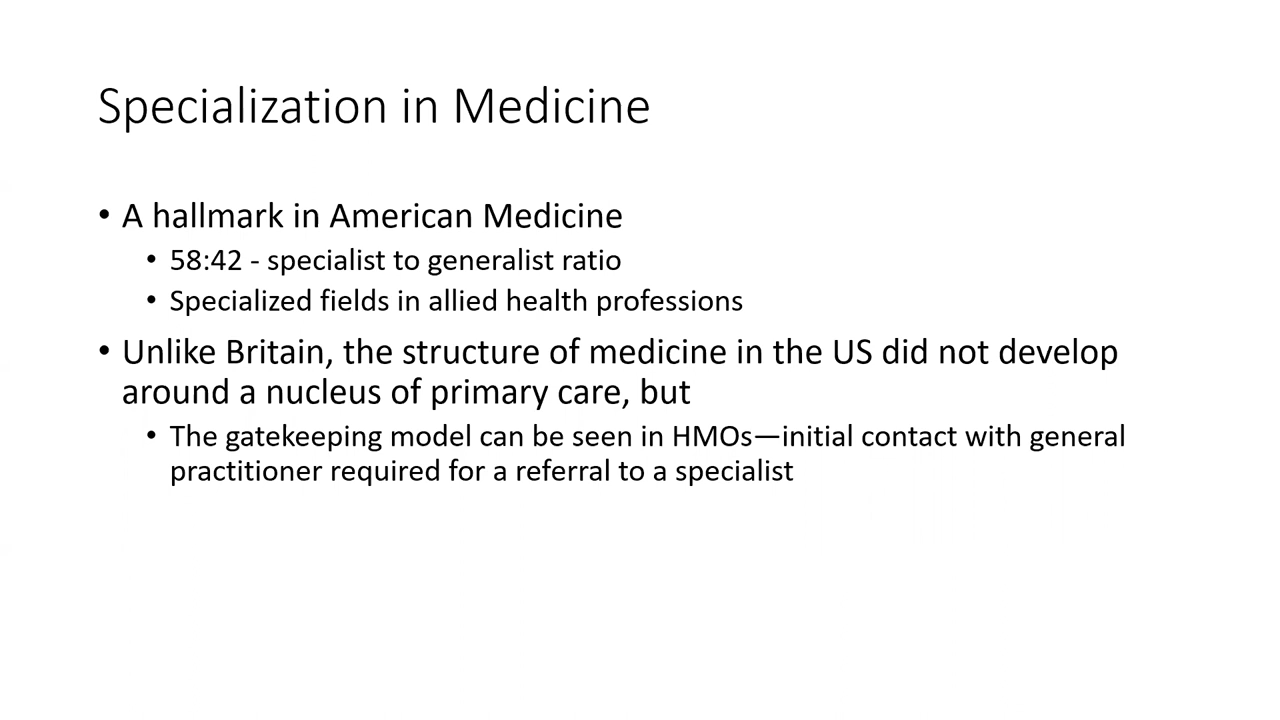 Specialization in Medicine
• A hallmark in American Medicine
• 58:42 - specialist to generalist ratio
• Specialized fields in allied health professions
• Unlike Britain, the structure of medicine in the US did not develop
around a nucleus of primary care, but
• The gatekeeping model can be seen in HMOs—initial contact with general
practitioner required for a referral to a specialist